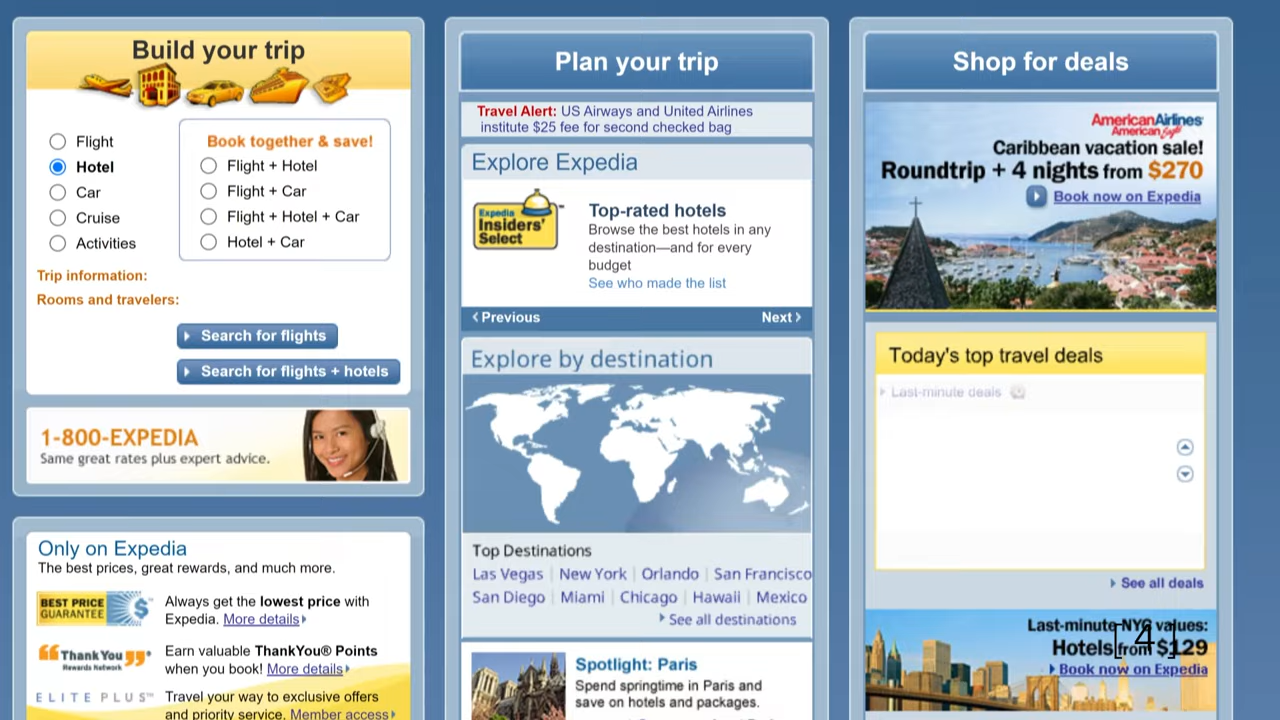 Build your trip
Flight
Hotel
Car
Cruise
Activities
Book together & save!
Flight + Hotel
Flight + Car
Flight + Hotel + Car
Hotel + Car
Trip information:
Rooms and travelers:
Search for flights
Search for flights + hotels
1-800-EXPEDIA
Same great rates plus expert advice.
Only on Expedia
The best prices, great rewards, and much more.
BEST PRICE
GUARANTEE
Always get the lowest price with
Expedia. More details
Thank You
Rewards Network
Earn valuable ThankYou® Points
when you book! More details
ELITE PLUS℠
Travel your way to exclusive offers
and priority service. Member access
Plan your trip
Travel Alert: US Airways and United Airlines
institute $25 fee for second checked bag
Explore Expedia
Expedia
Insiders'
Select
Top-rated hotels
Browse the best hotels in any
destination—and for every
budget
See who made the list
Previous
Next
Explore by destination
Top Destinations
Las Vegas | New York | Orlando | San Francisco
San Diego | Miami | Chicago | Hawaii | Mexico
See all destinations
Spotlight: Paris
Spend springtime in Paris and
save on hotels and packages.
Shop for deals
AmericanAirlines
American Eagle
Caribbean vacation sale!
Roundtrip + 4 nights from $270
Book now on Expedia
Today's top travel deals
Last-minute deals
See all deals
Last-minute NYC values:
Hotels from $129
[ 4 ]
Book now on Expedia